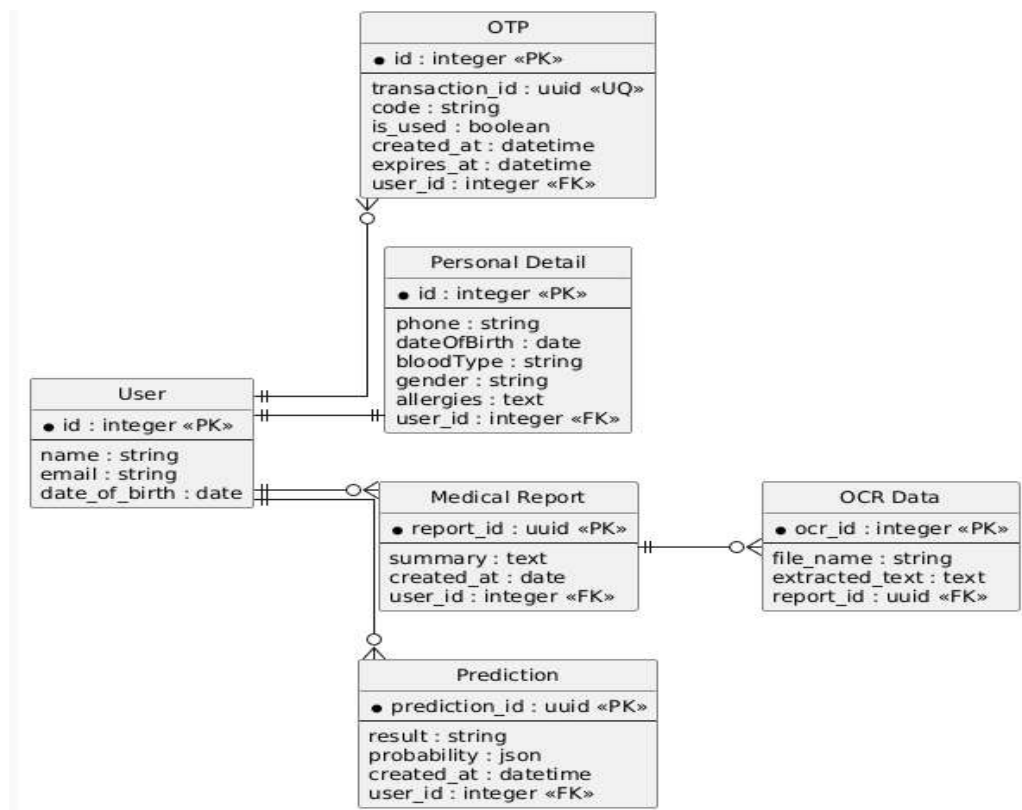 OTP
● id : integer «PK»
transaction_id : uuid «UQ»
code : string
is_used : boolean
created_at : datetime
expires_at : datetime
user_id : integer «FK»
Personal Detail
● id : integer «PK»
phone : string
dateOfBirth : date
bloodType : string
gender : string
allergies : text
user_id : integer «FK»
User
● id : integer «PK»
name : string
email : string
date_of_birth : date
Medical Report
● report_id : uuid «PK»
summary : text
created_at : date
user_id : integer «FK»
OCR Data
● ocr_id : integer «PK»
file_name : string
extracted_text : text
report_id : uuid «FK»
Prediction
● prediction_id : uuid «PK»
result : string
probability : json
created_at : datetime
user_id : integer «FK»